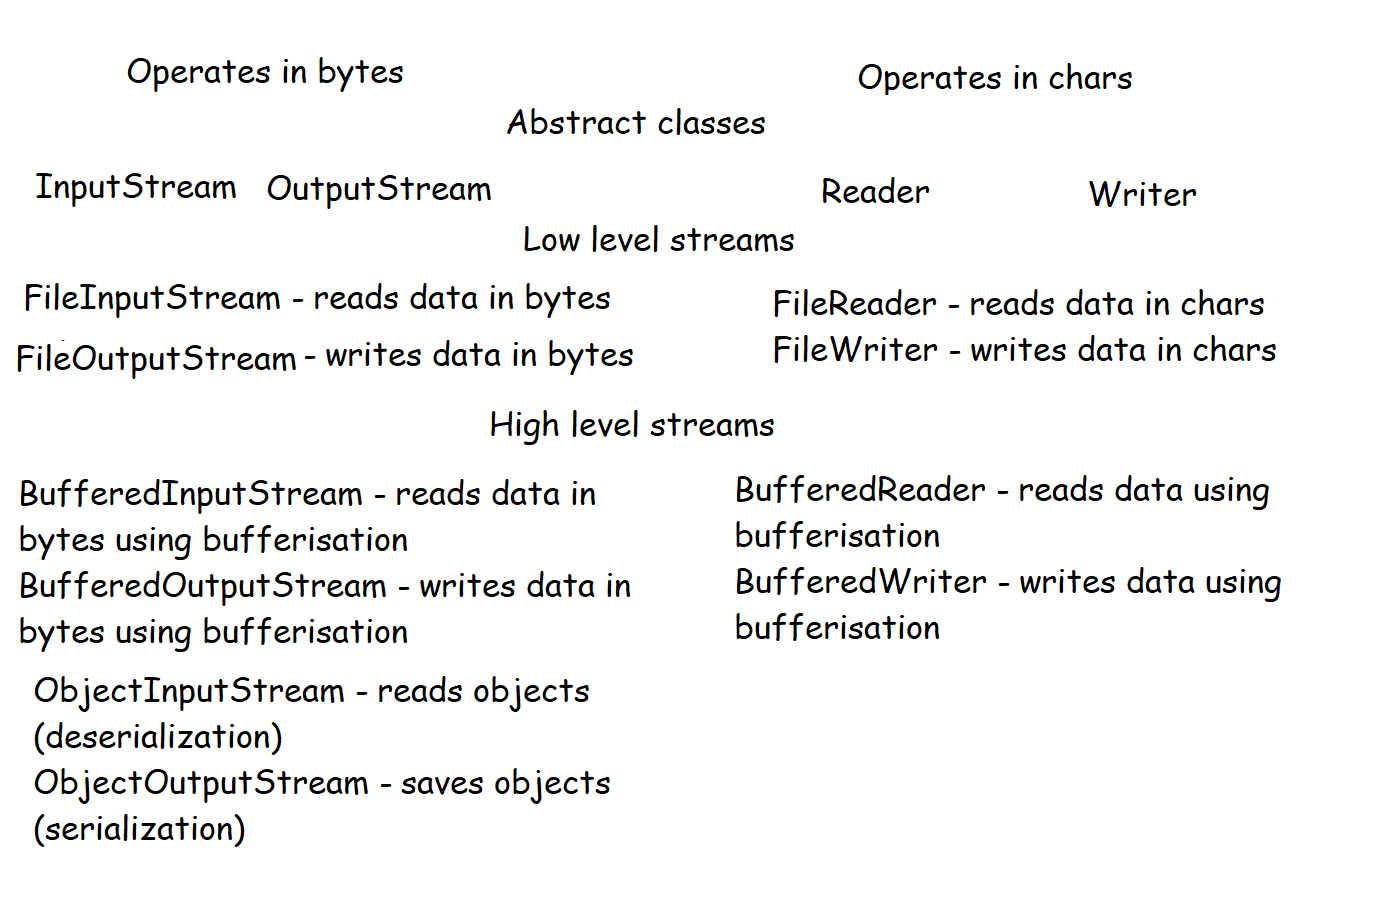 Operates in bytes
Operates in chars
Abstract classes
InputStream OutputStream
Reader Writer
Low level streams
FileInputStream - reads data in bytes
FileOutputStream - writes data in bytes
FileReader - reads data in chars
FileWriter - writes data in chars
High level streams
BufferedInputStream - reads data in
bytes using bufferisation
BufferedOutputStream - writes data in
bytes using bufferisation
BufferedReader - reads data using
bufferisation
BufferedWriter - writes data using
bufferisation
ObjectInputStream - reads objects
(deserialization)
ObjectOutputStream - saves objects
(serialization)